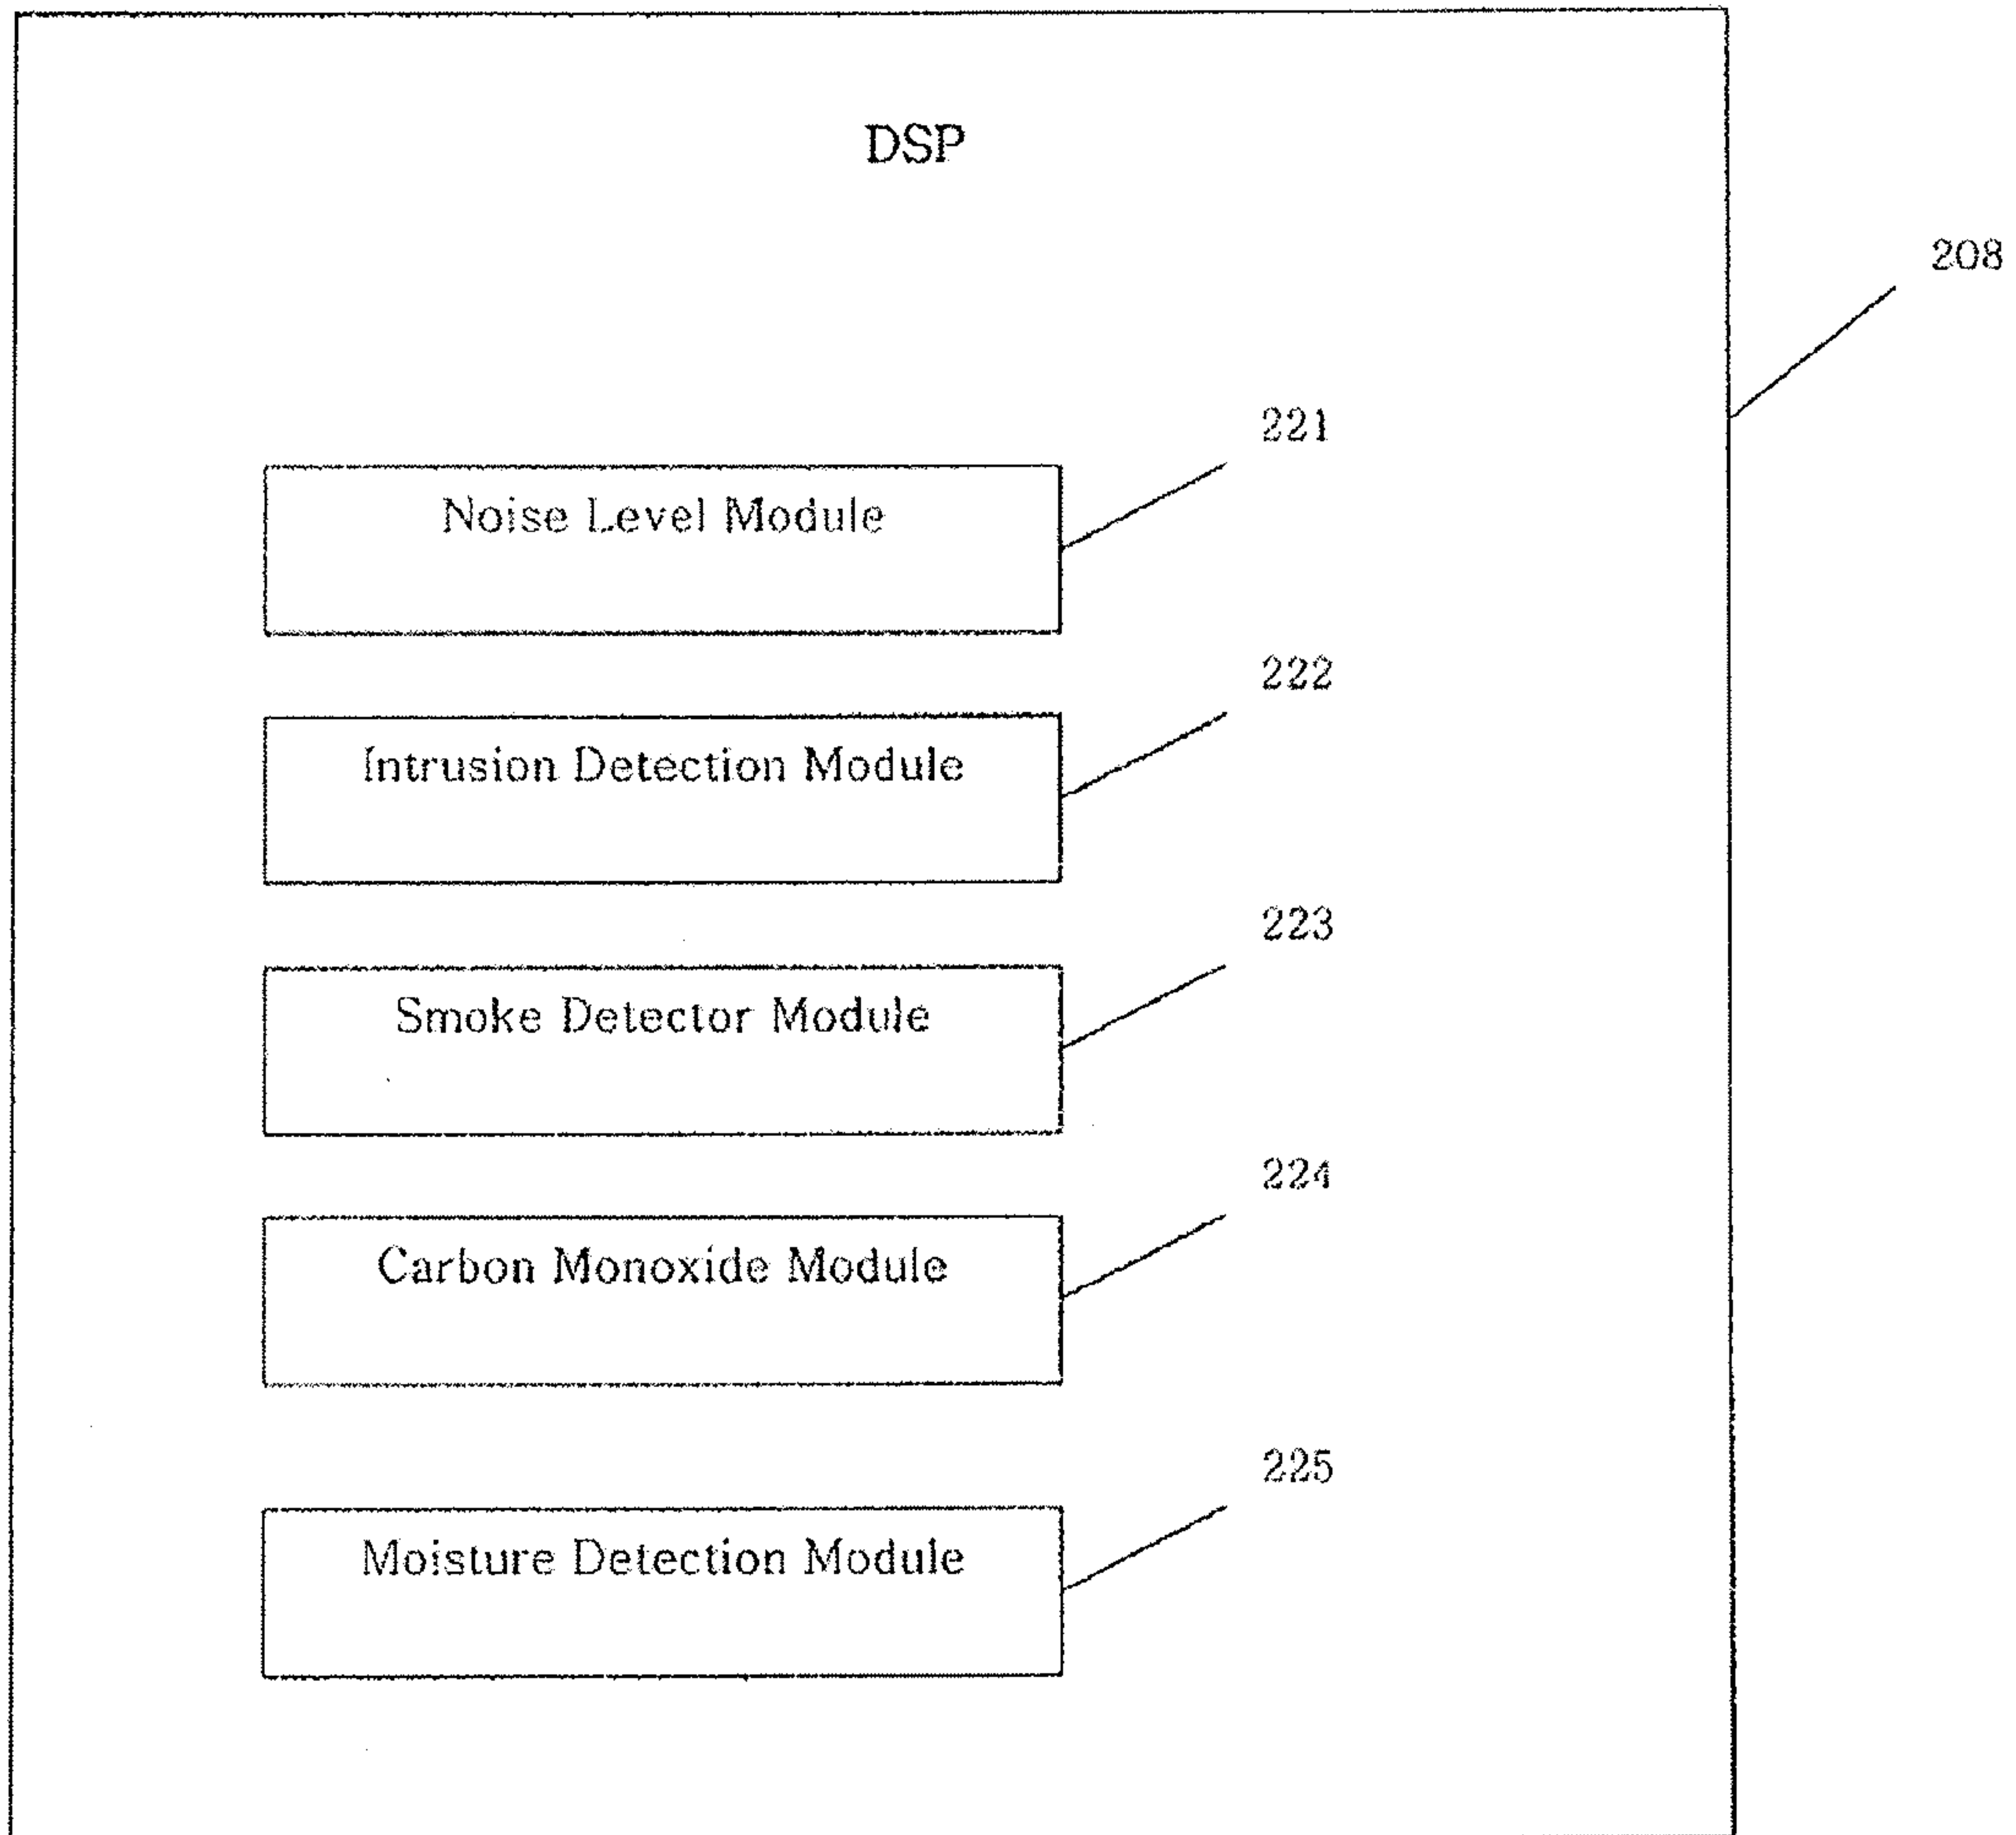 DSP
208
221
Noise Level Module
222
Intrusion Detection Module
223
Smoke Detector Module
224
Carbon Monoxide Module
225
Moisture Detection Module